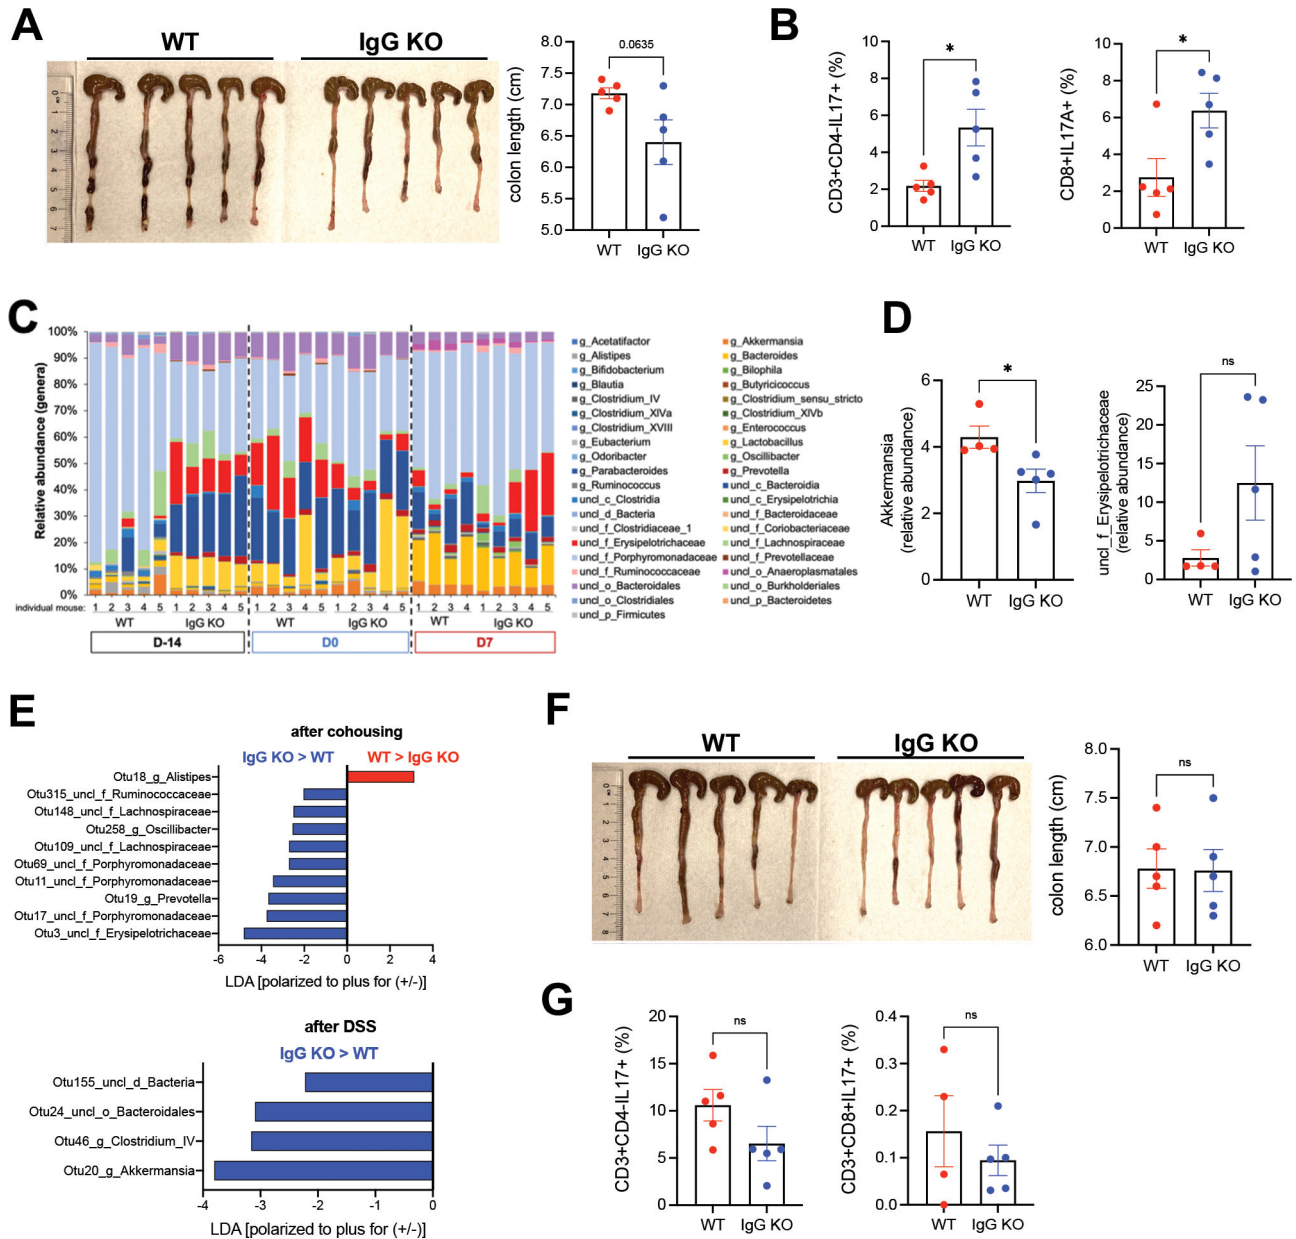 A
WT
IgG KO
8.0
7.5
7.0
6.5
6.0
5.5
5.0
colon length (cm)
0.0635
WT
IgG KO
B
10
8
6
4
2
0
CD3+CD4-IL17+ (%)
*
WT
IgG KO
10
8
6
4
2
0
CD8+IL17A+ (%)
*
WT
IgG KO
C
100%
90%
80%
70%
60%
50%
40%
30%
20%
10%
0%
Relative abundance (genera)
individual mouse: 1 2 3 4 5 1 2 3 4 5 1 2 3 4 5 1 2 3 4 5 1 2 3 4 1 2 3 4 5
WT IgG KO WT IgG KO WT IgG KO
D-14 D0 D7
g_Acetatifactor g_Akkermansia
g_Alistipes g_Bacteroides
g_Bifidobacterium g_Bilophila
g_Blautia g_Butyricicoccus
g_Clostridium_IV g_Clostridium_sensu_stricto
g_Clostridium_XIVa g_Clostridium_XIVb
g_Clostridium_XVIII g_Enterococcus
g_Eubacterium g_Lactobacillus
g_Odoribacter g_Oscillibacter
g_Parabacteroides g_Prevotella
g_Ruminococcus uncl_c_Bacteroidia
uncl_c_Clostridia uncl_c_Erysipelotrichia
uncl_d_Bacteria uncl_f_Bacteroidaceae
uncl_f_Clostridiaceae_1 uncl_f_Coriobacteriaceae
uncl_f_Erysipelotrichaceae uncl_f_Lachnospiraceae
uncl_f_Porphyromonadaceae uncl_f_Prevotellaceae
uncl_f_Ruminococcaceae uncl_o_Anaeroplasmatales
uncl_o_Bacteroidales uncl_o_Burkholderiales
uncl_o_Clostridiales uncl_p_Bacteroidetes
uncl_p_Firmicutes
D
6
4
2
0
Akkermansia
(relative abundance)
*
WT
IgG KO
25
20
15
10
5
0
uncl_f_Erysipelotrichaceae
(relative abundance)
ns
WT
IgG KO
E
after cohousing
IgG KO > WT WT > IgG KO
Otu18_g_Alistipes
Otu315_uncl_f_Ruminococcaceae
Otu148_uncl_f_Lachnospiraceae
Otu258_g_Oscillibacter
Otu109_uncl_f_Lachnospiraceae
Otu69_uncl_f_Porphyromonadaceae
Otu11_uncl_f_Porphyromonadaceae
Otu19_g_Prevotella
Otu17_uncl_f_Porphyromonadaceae
Otu3_uncl_f_Erysipelotrichaceae
-6 -4 -2 0 2 4
LDA [polarized to plus for (+/-)]
after DSS
IgG KO > WT
Otu155_uncl_d_Bacteria
Otu24_uncl_o_Bacteroidales
Otu46_g_Clostridium_IV
Otu20_g_Akkermansia
-4 -3 -2 -1 0
LDA [polarized to plus for (+/-)]
F
WT
IgG KO
8.0
7.5
7.0
6.5
6.0
colon length (cm)
ns
WT
IgG KO
G
20
15
10
5
0
CD3+CD4-IL17+ (%)
ns
WT
IgG KO
0.4
0.3
0.2
0.1
0.0
CD3+CD8+IL17+ (%)
ns
WT
IgG KO